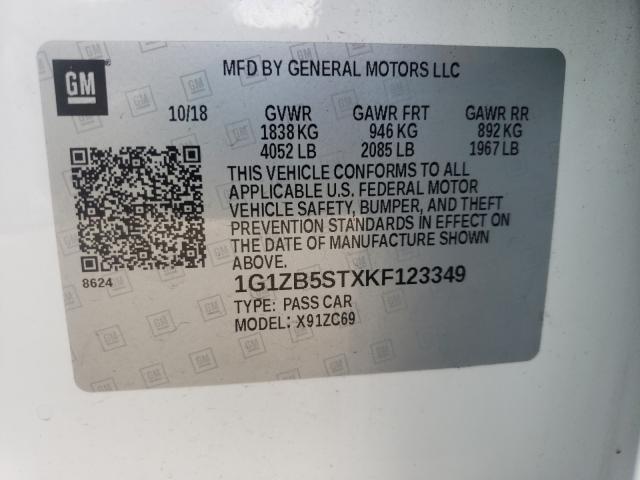 GM
MFD BY GENERAL MOTORS LLC
10/18 GVWR GAWR FRT GAWR RR
1838 KG 946 KG 892 KG
4052 LB 2085 LB 1967 LB
THIS VEHICLE CONFORMS TO ALL
APPLICABLE U.S. FEDERAL MOTOR
VEHICLE SAFETY, BUMPER, AND THEFT
PREVENTION STANDARDS IN EFFECT ON
THE DATE OF MANUFACTURE SHOWN
ABOVE.
8624
1G1ZB5STXKF123349
TYPE: PASS CAR
MODEL: X91ZC69